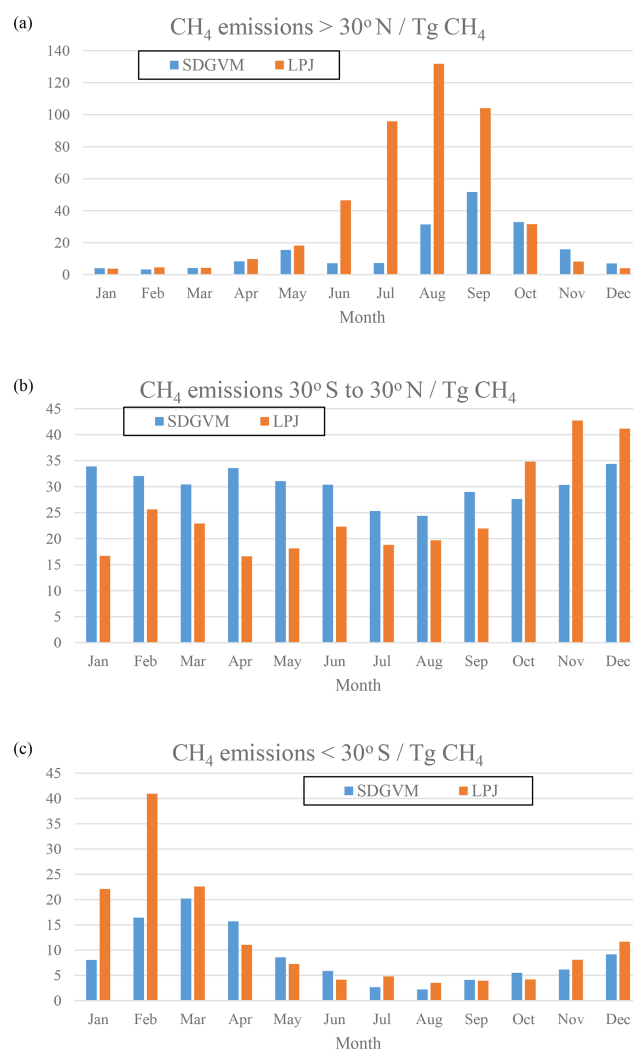 (a)
CH₄ emissions > 30° N / Tg CH₄
SDGVM LPJ
140
120
100
80
60
40
20
0
Jan Feb Mar Apr May Jun Jul Aug Sep Oct Nov Dec
Month
(b)
CH₄ emissions 30° S to 30° N / Tg CH₄
SDGVM LPJ
45
40
35
30
25
20
15
10
5
0
Jan Feb Mar Apr May Jun Jul Aug Sep Oct Nov Dec
Month
(c)
CH₄ emissions < 30° S / Tg CH₄
SDGVM LPJ
45
40
35
30
25
20
15
10
5
0
Jan Feb Mar Apr May Jun Jul Aug Sep Oct Nov Dec
Month